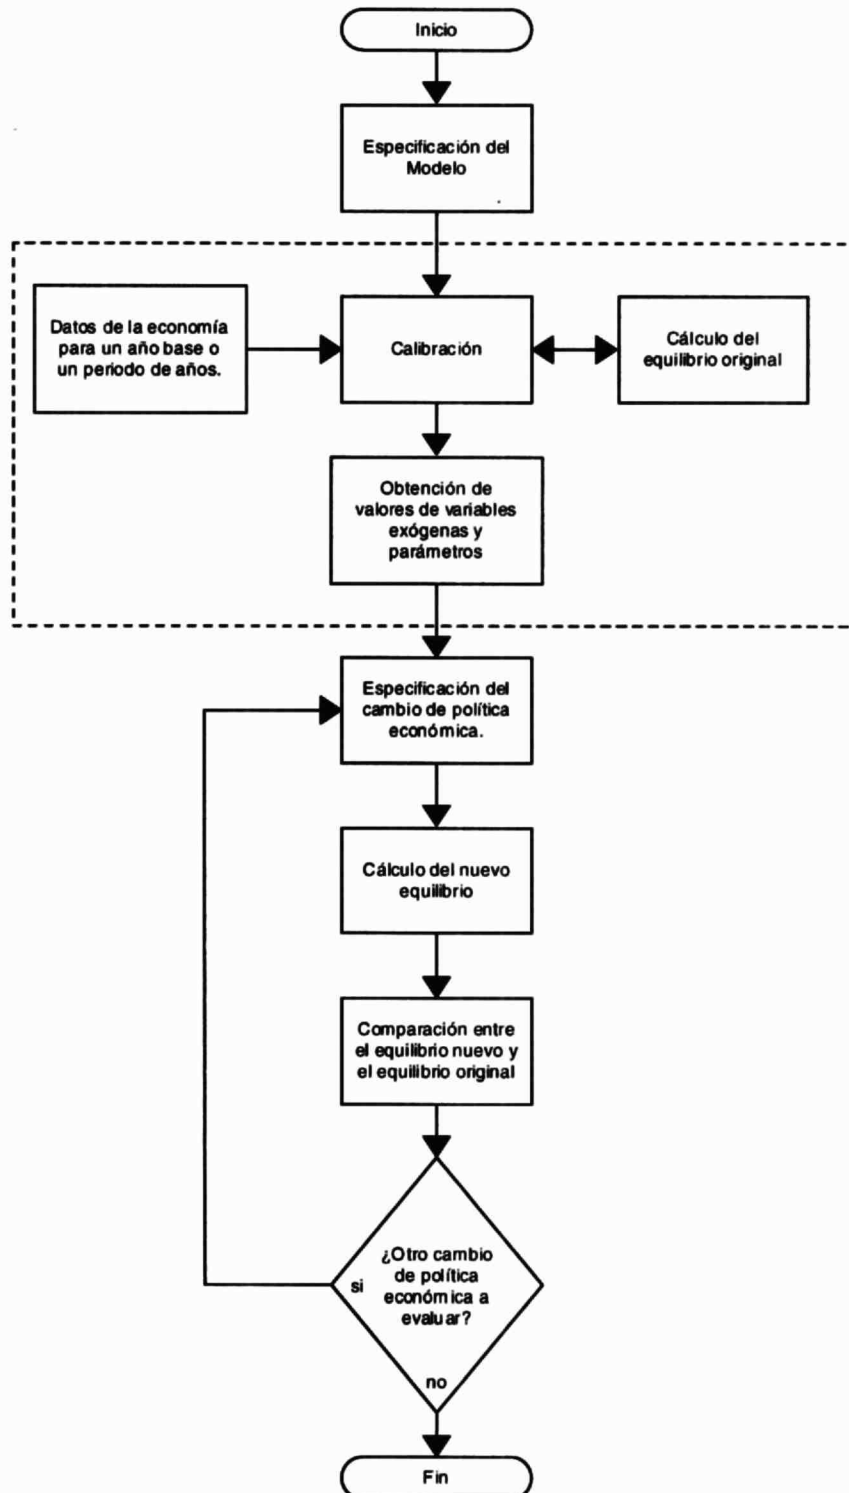 Inicio
Especificación del
Modelo
Datos de la economía
para un año base o
un periodo de años.
Calibración
Cálculo del
equilibrio original
Obtención de
valores de variables
exógenas y
parámetros
Especificación del
cambio de política
económica.
Cálculo del nuevo
equilibrio
Comparación entre
el equilibrio nuevo y
el equilibrio original
¿Otro cambio
de política
económica a
evaluar?
si
no
Fin